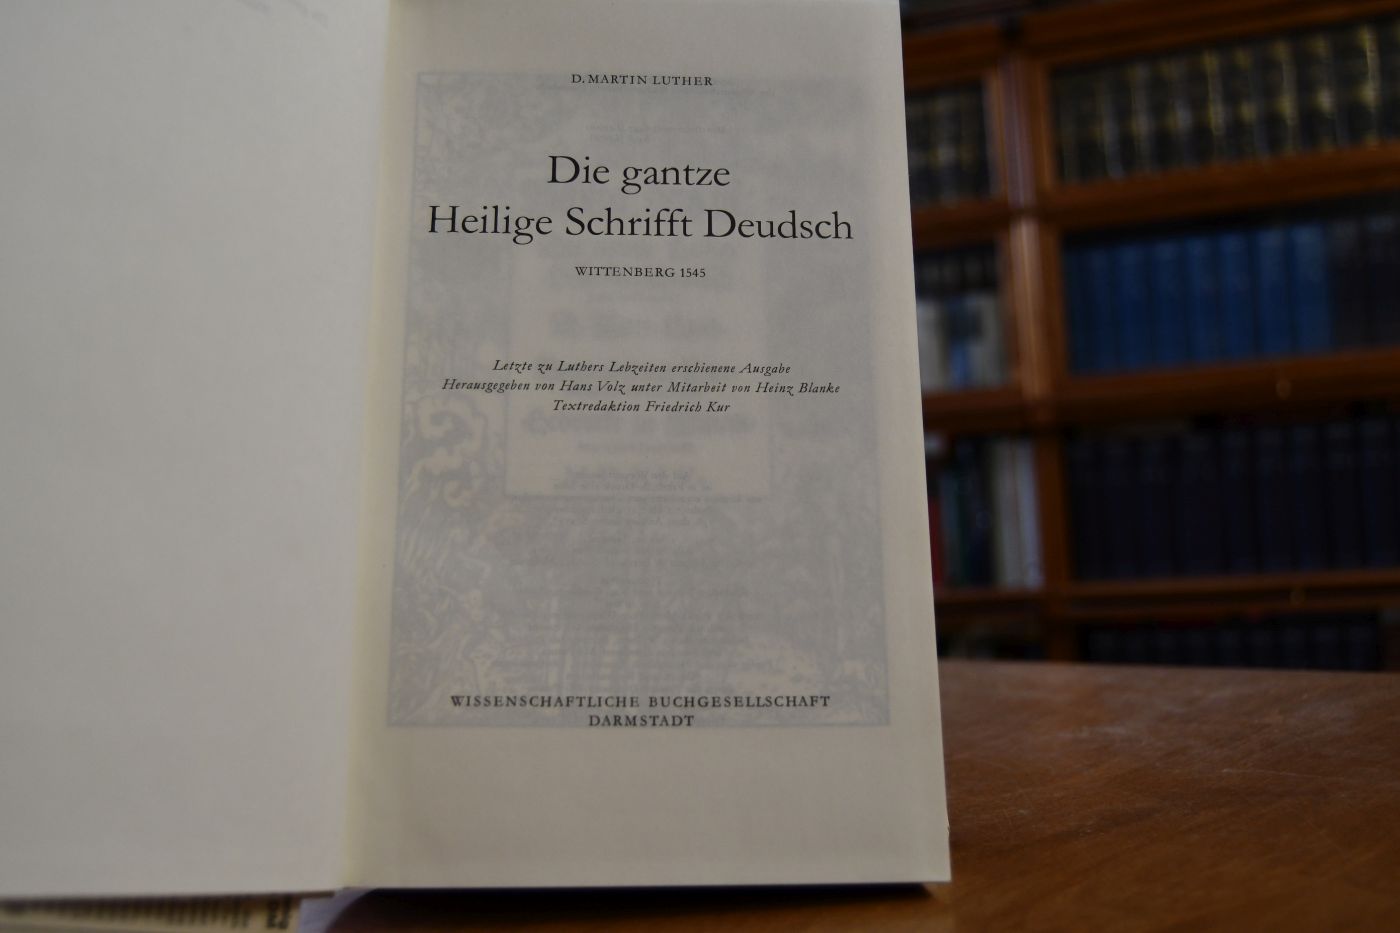 D. MARTIN LUTHER
Die gantze
Heilige Schrifft Deudsch
WITTENBERG 1545
Letzte zu Luthers Lebzeiten erschienene Ausgabe
Herausgegeben von Hans Volz unter Mitarbeit von Heinz Blanke
Textredaktion Friedrich Kur
WISSENSCHAFTLICHE BUCHGESELLSCHAFT
DARMSTADT